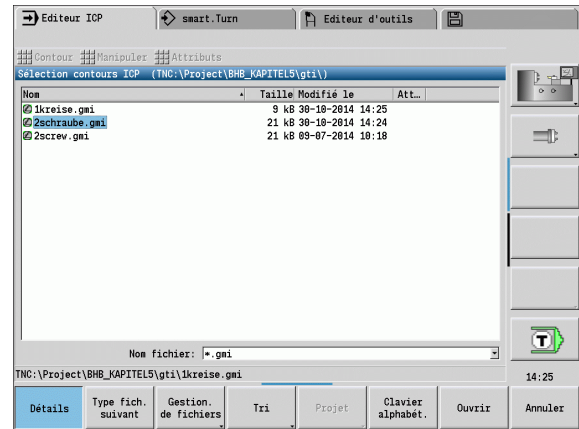 Editeur ICP smart.Turn Editeur d'outils
Contour Manipuler Attributs
Sélection contours ICP (TNC:\Project\BHB_KAPITEL5\gti\)
Nom Taille Modifié le Att...
1kreise.gmi 9 kB 30-10-2014 14:25
2schraube.gmi 21 kB 30-10-2014 14:24
2screw.gmi 21 kB 09-07-2014 10:18
T
Nom fichier: *.gmi
TNC:\Project\BHB_KAPITEL5\gti\1kreise.gmi 14:25
Détails Type fich. suivant Gestion. de fichiers Tri Projet Clavier alphabét. Ouvrir Annuler